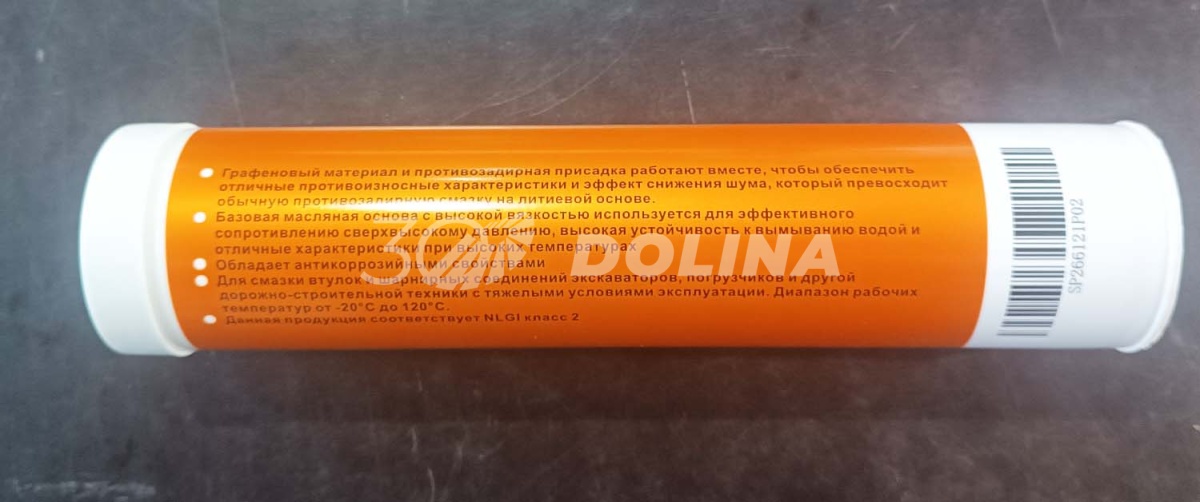 Графеновый материал и противозадирная присадка работают вместе, чтобы обеспечить
отличные противоизносные характеристики и эффект снижения шума, который превосходит
обычную противозадирную смазку на литиевой основе.
Базовая масляная основа с высокой вязкостью используется для эффективного
сопротивлению сверхвысокому давлению, высокая устойчивость к вымыванию водой и
отличные характеристики при высоких температурах
Обладает антикоррозийными свойствами
Для смазки втулок и шарнирных соединений экскаваторов, погрузчиков и другой
дорожно-строительной техники с тяжелыми условиями эксплуатации. Диапазон рабочих
температур от -20°C до 120°C.
Данная продукция соответствует NLGI класс 2
DOLINA
SP266121P02